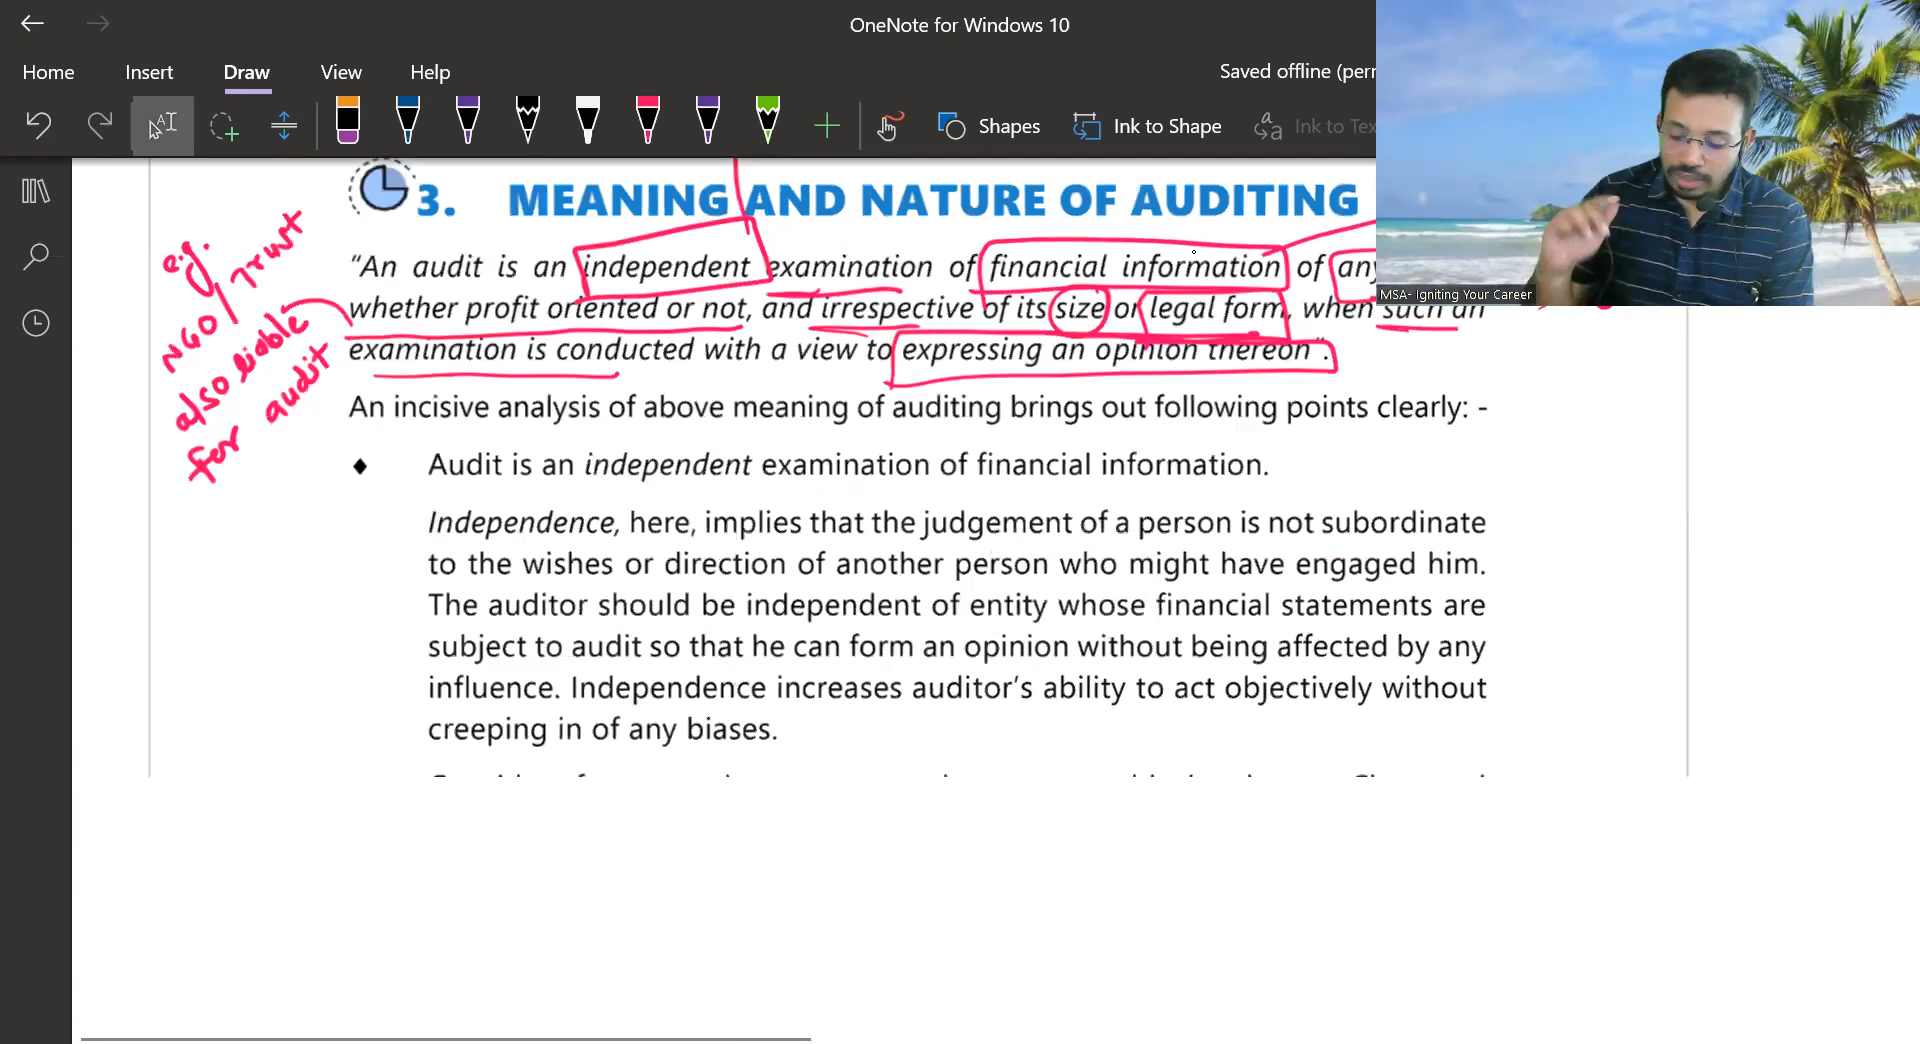 OneNote for Windows 10
Home Insert Draw View Help
Saved offline (per
Shapes Ink to Shape Ink to Tex
3. MEANING AND NATURE OF AUDITING
e.g. NGO/Trust also liable for audit
“An audit is an independent examination of financial information of any
whether profit oriented or not, and irrespective of its size or legal form, when such an
examination is conducted with a view to expressing an opinion thereon”.
An incisive analysis of above meaning of auditing brings out following points clearly: -
♦ Audit is an independent examination of financial information.
Independence, here, implies that the judgement of a person is not subordinate
to the wishes or direction of another person who might have engaged him.
The auditor should be independent of entity whose financial statements are
subject to audit so that he can form an opinion without being affected by any
influence. Independence increases auditor’s ability to act objectively without
creeping in of any biases.
MSA- Igniting Your Career